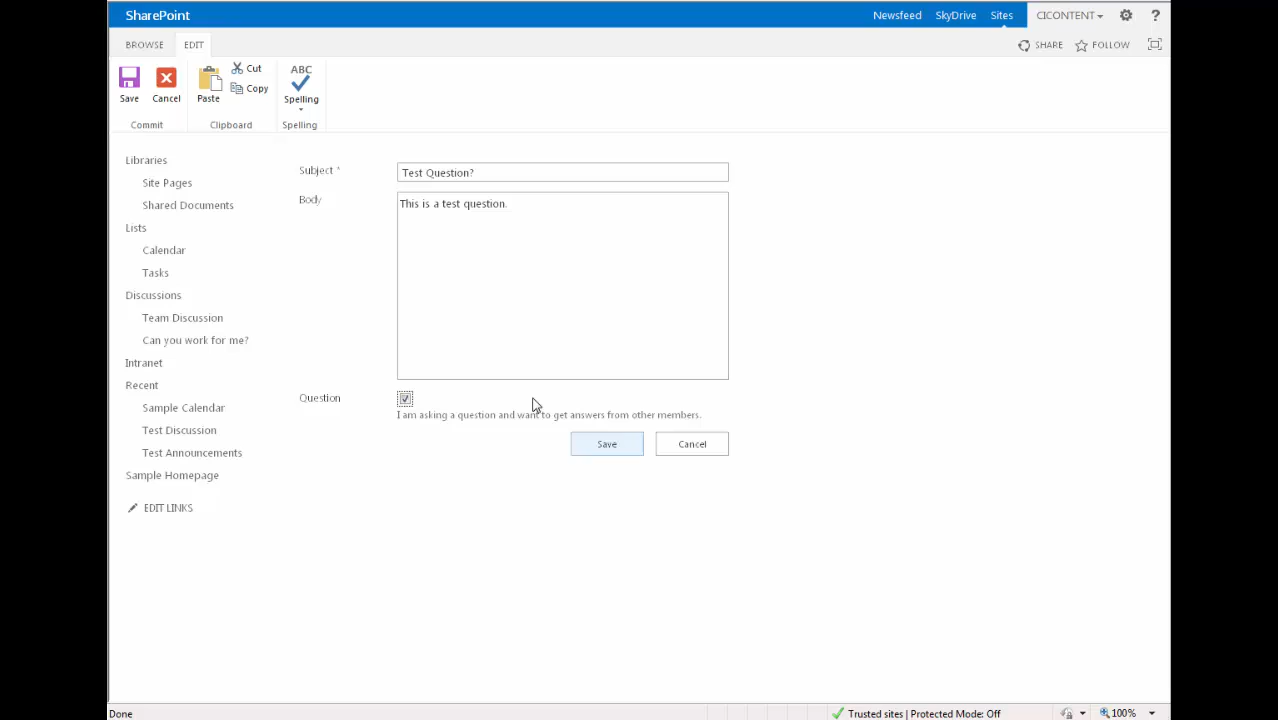 SharePoint
Newsfeed SkyDrive Sites CICONTENT ?
BROWSE EDIT
SHARE FOLLOW
Save Cancel Paste Cut Copy ABC Spelling
Commit Clipboard Spelling
Libraries
Site Pages
Shared Documents
Lists
Calendar
Tasks
Discussions
Team Discussion
Can you work for me?
Intranet
Recent
Sample Calendar
Test Discussion
Test Announcements
Sample Homepage
EDIT LINKS
Subject * Test Question?
Body This is a test question.
Question
I am asking a question and want to get answers from other members.
Save Cancel
Done Trusted sites | Protected Mode: Off 100%